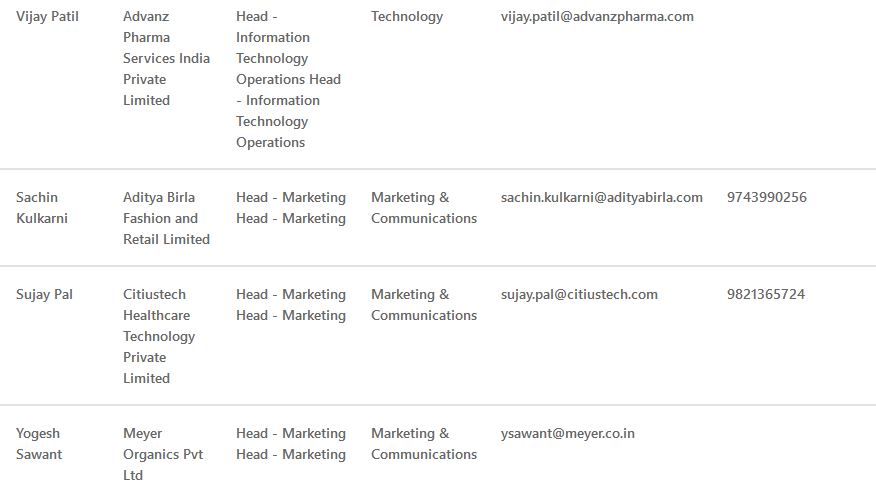 Vijay Patil Advanz Technology vijay.patil@advanzpharma.com
Head -
Pharma Information
Services India Technology
Private Operations Head
Limited - Information
Technology
Operations
Sachin Aditya Birla Head - Marketing Marketing & sachin.kulkarni@adityabirla.com 9743990256
Kulkarni Fashion and Head - Marketing Communications
Retail Limited
Sujay Pal Citiustech Head - Marketing Marketing & sujay.pal@citiustech.com 9821365724
Healthcare Head - Marketing Communications
Technology
Private
Limited
Yogesh Meyer Head - Marketing Marketing & ysawant@meyer.co.in
Sawant Organics Pvt Head - Marketing Communications
Ltd